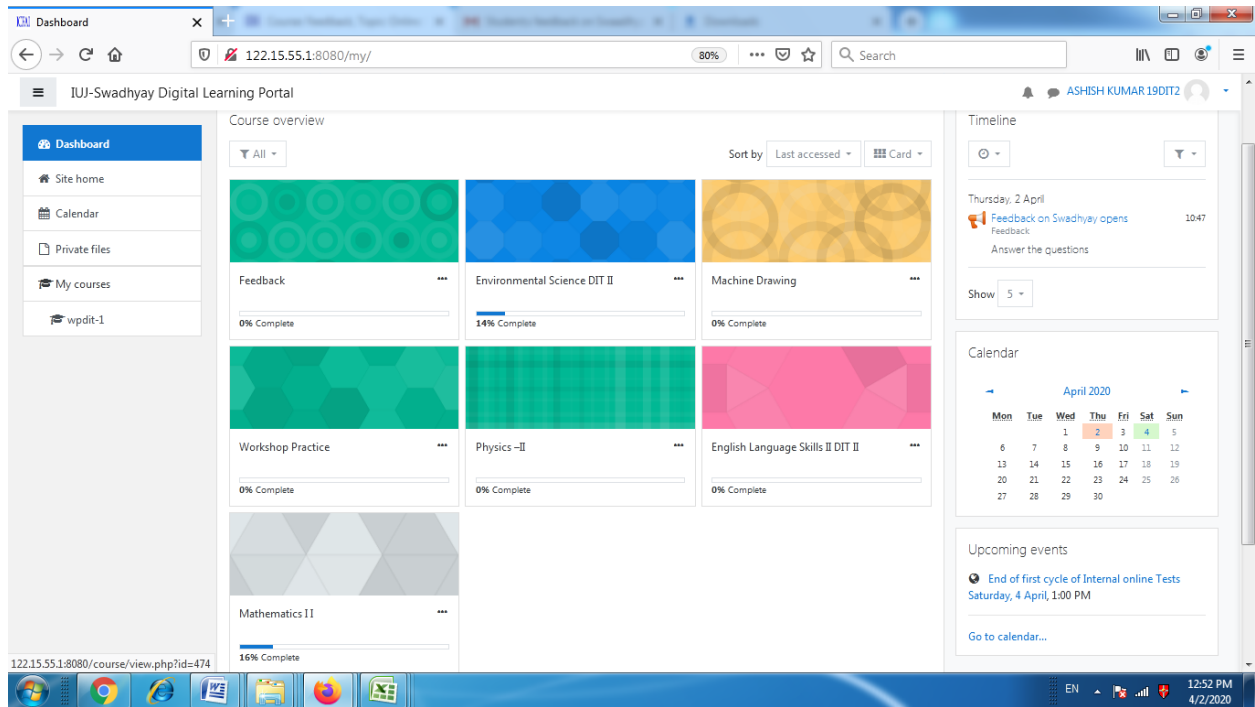 Dashboard
122.15.55.1:8080/my/
80%
Search
IUJ-Swadhyay Digital Learning Portal
ASHISH KUMAR 19DIT2
Dashboard
Site home
Calendar
Private files
My courses
wpdit-1
Course overview
All
Sort by Last accessed Card
Feedback
0% Complete
Environmental Science DIT II
14% Complete
Machine Drawing
0% Complete
Workshop Practice
0% Complete
Physics –II
0% Complete
English Language Skills II DIT II
0% Complete
Mathematics I I
16% Complete
Timeline
Thursday, 2 April
Feedback on Swadhyay opens 10:47
Feedback
Answer the questions
Show 5
Calendar
April 2020
Mon Tue Wed Thu Fri Sat Sun
1 2 3 4 5
6 7 8 9 10 11 12
13 14 15 16 17 18 19
20 21 22 23 24 25 26
27 28 29 30
Upcoming events
End of first cycle of Internal online Tests
Saturday, 4 April, 1:00 PM
Go to calendar...
122.15.55.1:8080/course/view.php?id=474
EN
12:52 PM
4/2/2020